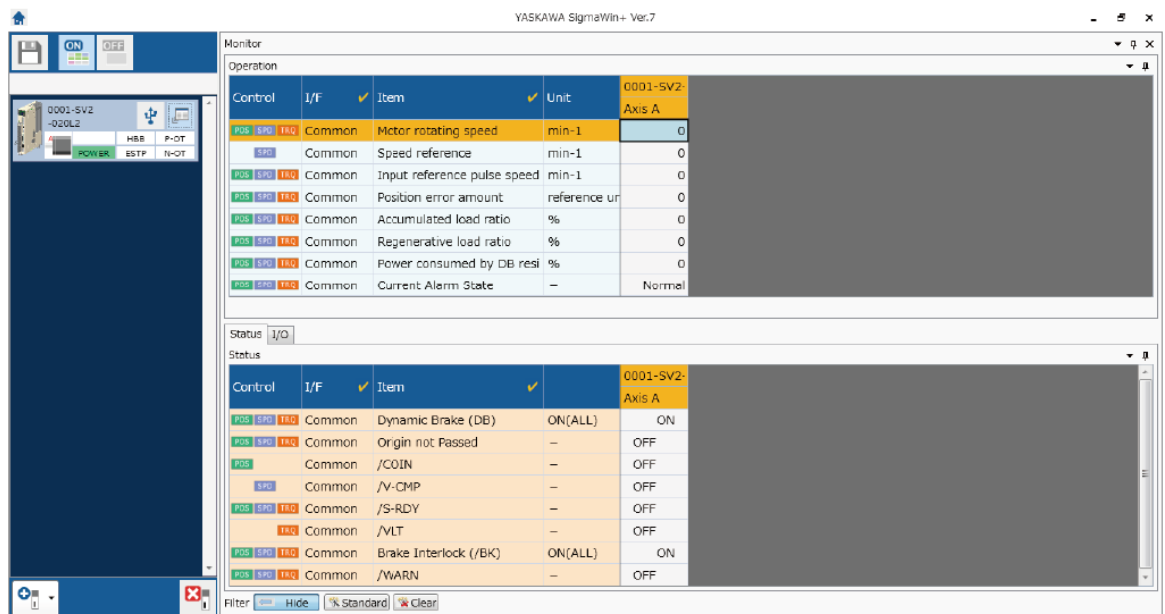 YASKAWA SigmaWin+ Ver.7
ON
OFF
0001-SV2
-020L2
HBB P-OT
POWER ESTP N-OT
Monitor
Operation
Control I/F Item Unit 0001-SV2-
Axis A
POS SPD TRQ Common Motor rotating speed min-1 0
SPD Common Speed reference min-1 0
POS SPD TRQ Common Input reference pulse speed min-1 0
POS SPD TRQ Common Position error amount reference un 0
POS SPD TRQ Common Accumulated load ratio % 0
POS SPD TRQ Common Regenerative load ratio % 0
POS SPD TRQ Common Power consumed by DB resi % 0
POS SPD TRQ Common Current Alarm State – Normal
Status I/O
Status
Control I/F Item 0001-SV2-
Axis A
POS SPD TRQ Common Dynamic Brake (DB) ON(ALL) ON
POS SPD TRQ Common Origin not Passed – OFF
POS Common /COIN – OFF
SPD Common /V-CMP – OFF
POS SPD TRQ Common /S-RDY – OFF
TRQ Common /VLT – OFF
POS SPD TRQ Common Brake Interlock (/BK) ON(ALL) ON
POS SPD TRQ Common /WARN – OFF
Filter Hide Standard Clear